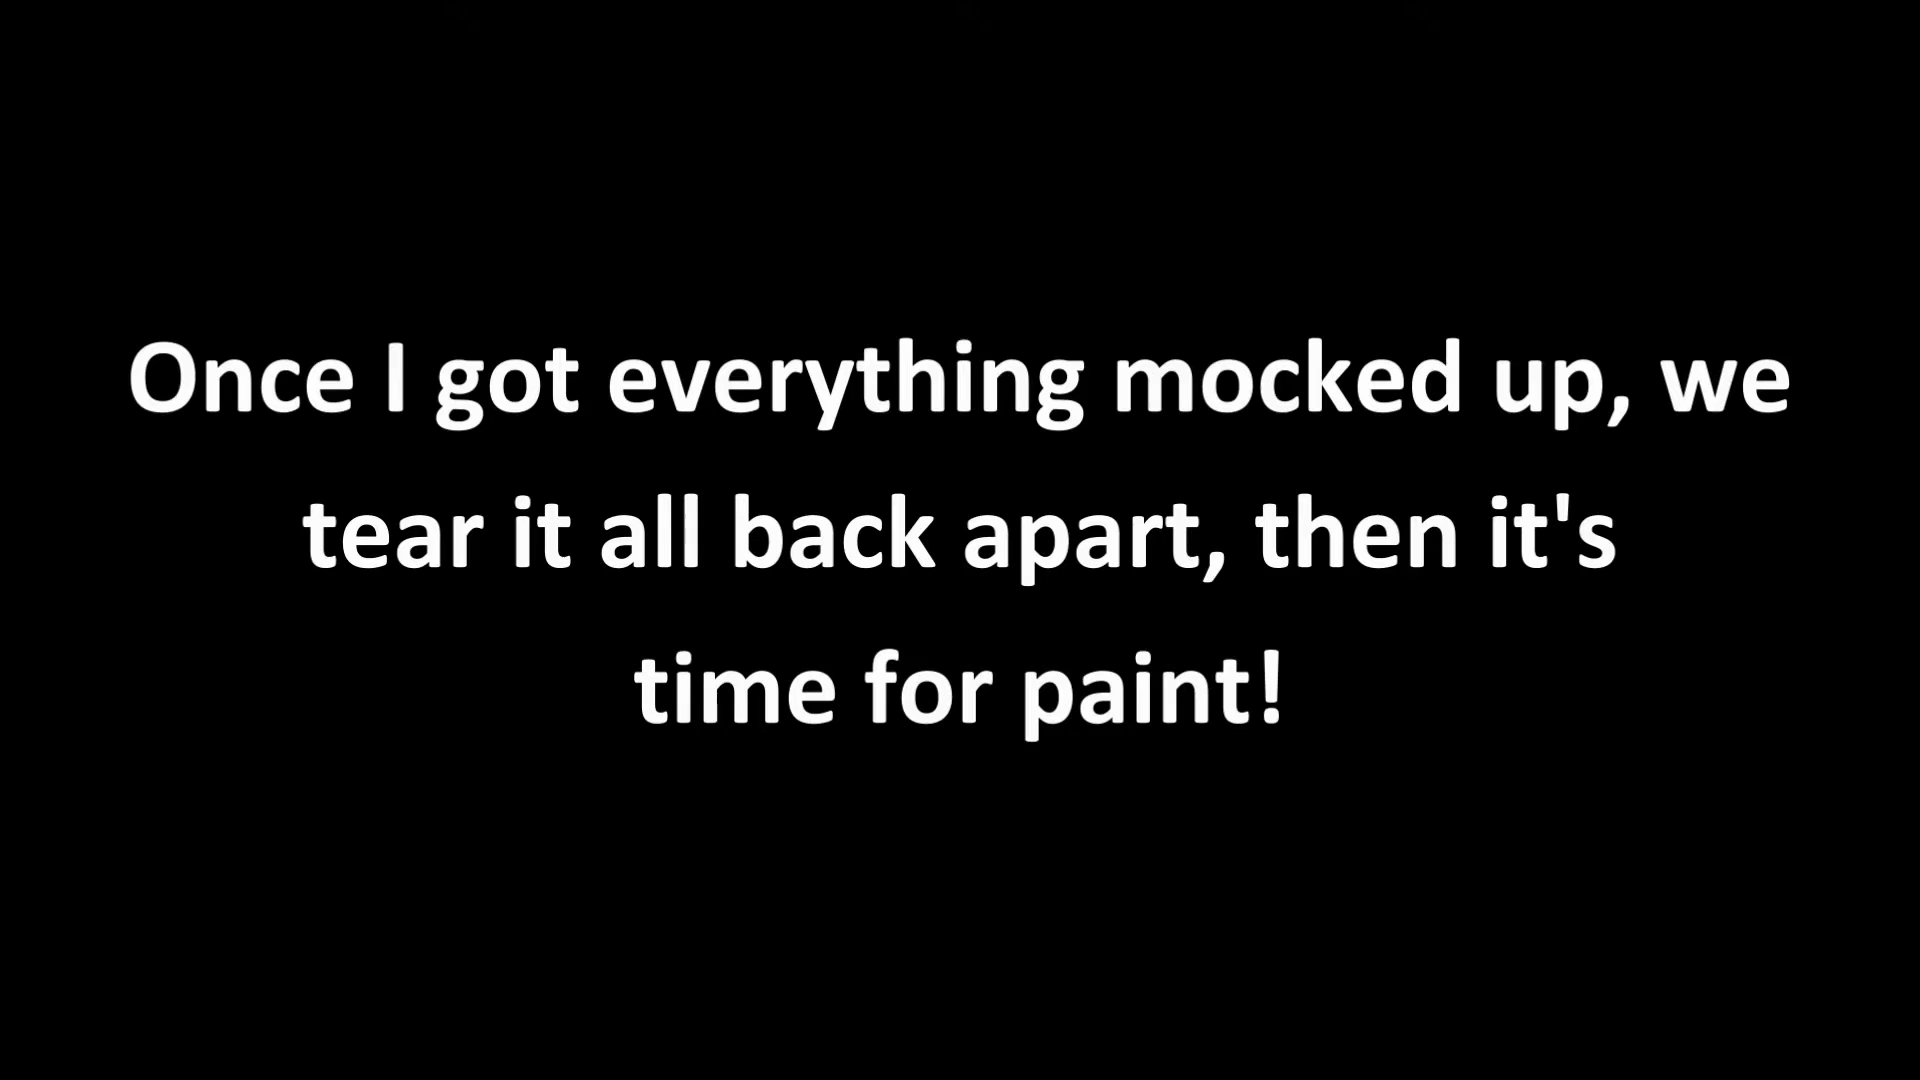 Once I got everything mocked up, we
tear it all back apart, then it's
time for paint!